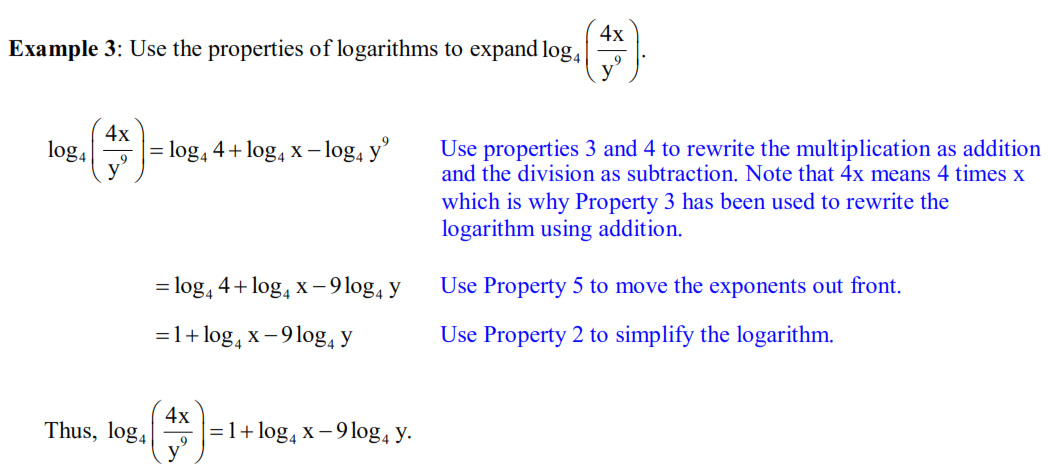 Example 3: Use the properties of logarithms to expand log₄(4x/y⁹).
log₄(4x/y⁹) = log₄ 4 + log₄ x − log₄ y⁹ Use properties 3 and 4 to rewrite the multiplication as addition
and the division as subtraction. Note that 4x means 4 times x
which is why Property 3 has been used to rewrite the
logarithm using addition.
= log₄ 4 + log₄ x − 9 log₄ y Use Property 5 to move the exponents out front.
= 1 + log₄ x − 9 log₄ y Use Property 2 to simplify the logarithm.
Thus, log₄(4x/y⁹) = 1 + log₄ x − 9 log₄ y.